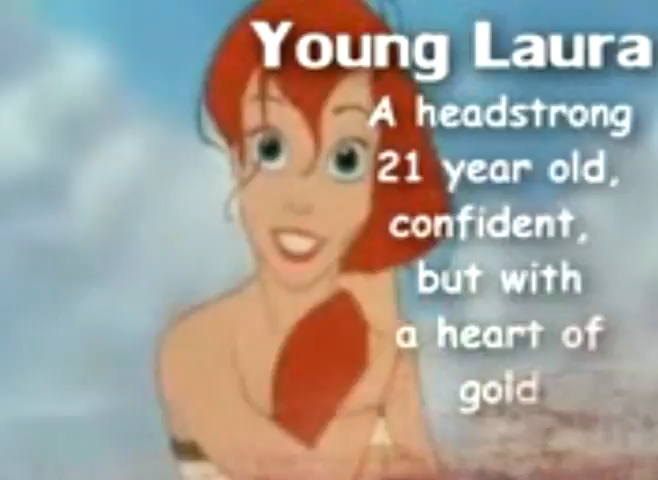 Young Laura
A headstrong
21 year old,
confident,
but with
a heart of
gold